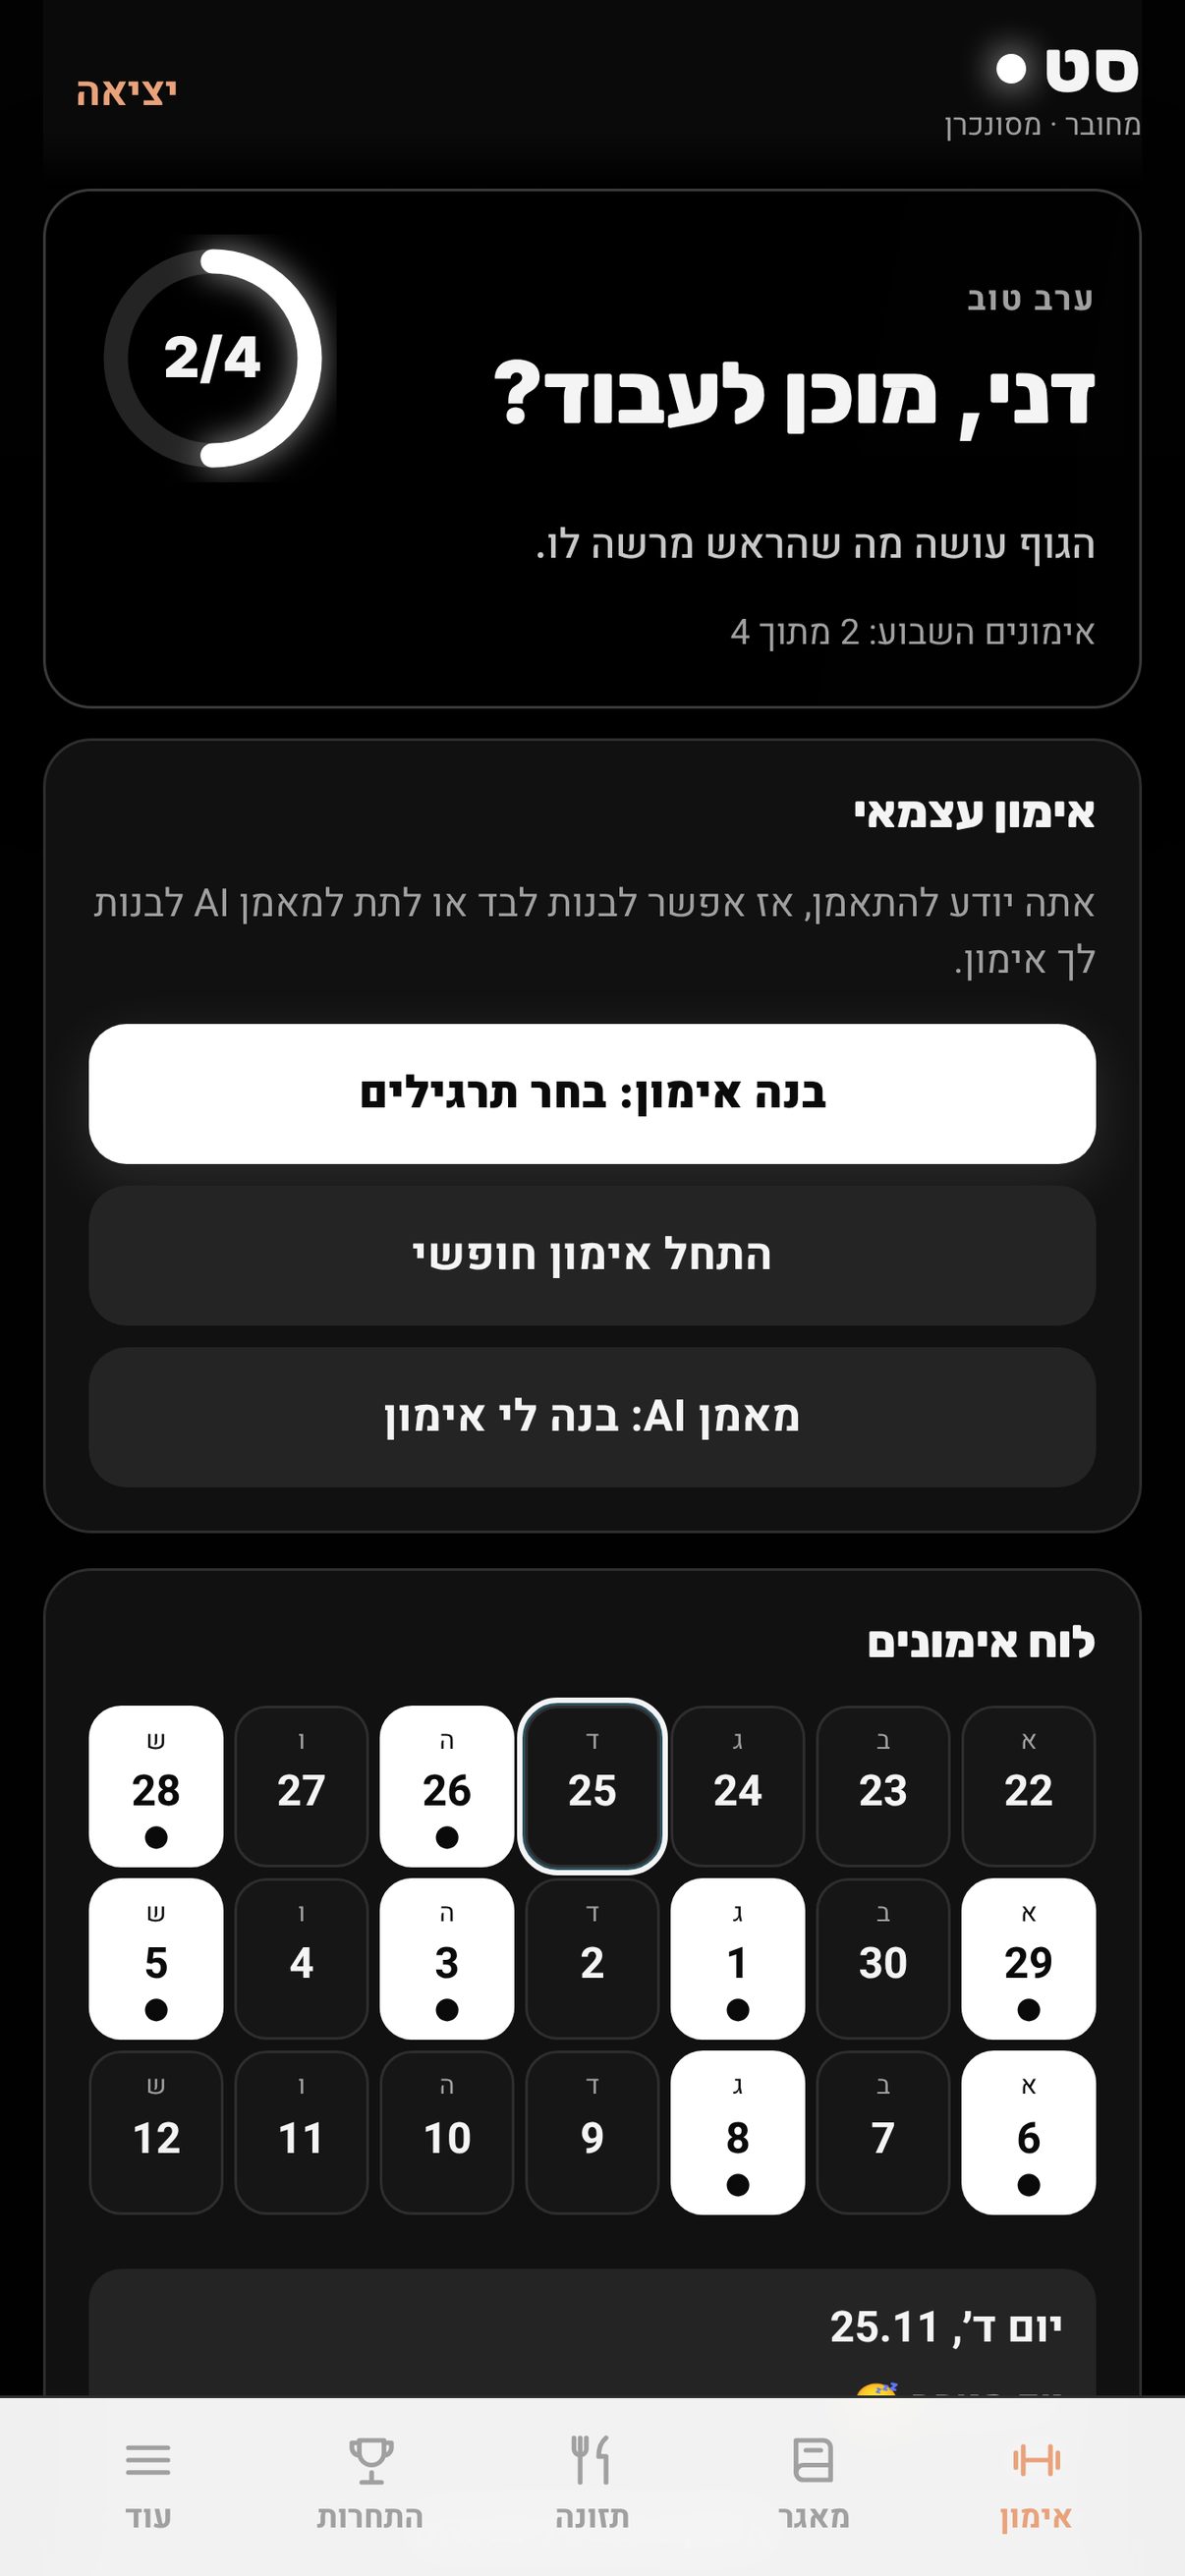 סט
יציאה
מחובר · מסונכרן
ערב טוב
דני, מוכן לעבוד?
2/4
הגוף עושה מה שהראש מרשה לו.
אימונים השבוע: 2 מתוך 4
אימון עצמאי
אתה יודע להתאמן, אז אפשר לבנות לבד או לתת למאמן AI לבנות
לך אימון.
בנה אימון: בחר תרגילים
התחל אימון חופשי
מאמן AI: בנה לי אימון
לוח אימונים
א ב ג ד ה ו ש
22 23 24 25 26 27 28
א ב ג ד ה ו ש
29 30 1 2 3 4 5
א ב ג ד ה ו ש
6 7 8 9 10 11 12
יום ד׳, 25.11
אימון מאגר תזונה התחרות עוד